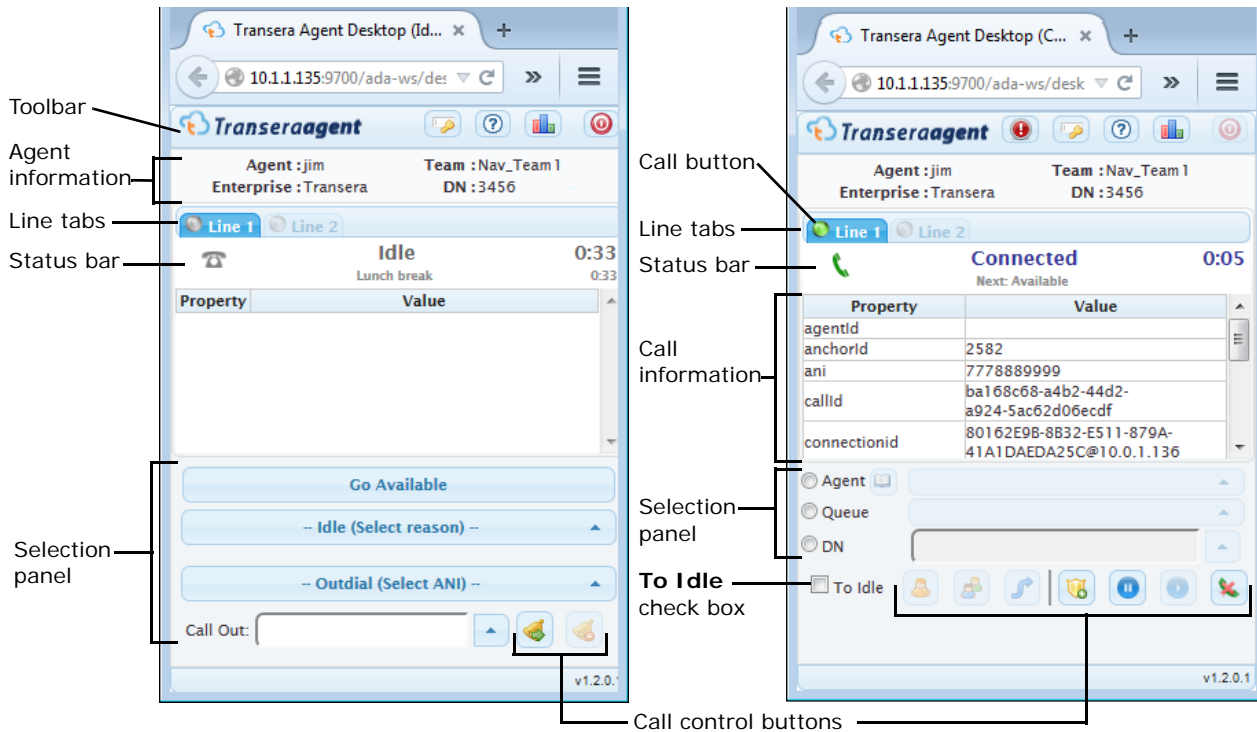 Transera Agent Desktop (Id...
10.1.1.135:9700/ada-ws/des
Toolbar
Transeraagent
Agent
information
Agent : jim
Team : Nav_Team1
Enterprise : Transera
DN : 3456
Line tabs
Line 1
Line 2
Status bar
Idle
0:33
Lunch break
0:33
Property
Value
Selection
panel
Go Available
-- Idle (Select reason) --
-- Outdial (Select ANI) --
Call Out:
v1.2.0.
Transera Agent Desktop (C...
10.1.1.135:9700/ada-ws/desk
Transeraagent
Call button
Agent : jim
Team : Nav_Team1
Enterprise : Transera
DN : 3456
Line tabs
Line 1
Line 2
Status bar
Connected
0:05
Next: Available
Call
information
Property
Value
agentId
anchorId
2582
ani
7778889999
callId
ba168c68-a4b2-44d2-
a924-5ac62d06ecdf
connectionid
80162E9B-8B32-E511-879A-
41A1DAEDA25C@10.0.1.136
Selection
panel
Agent
Queue
DN
To Idle
check box
To Idle
v1.2.0.1
Call control buttons